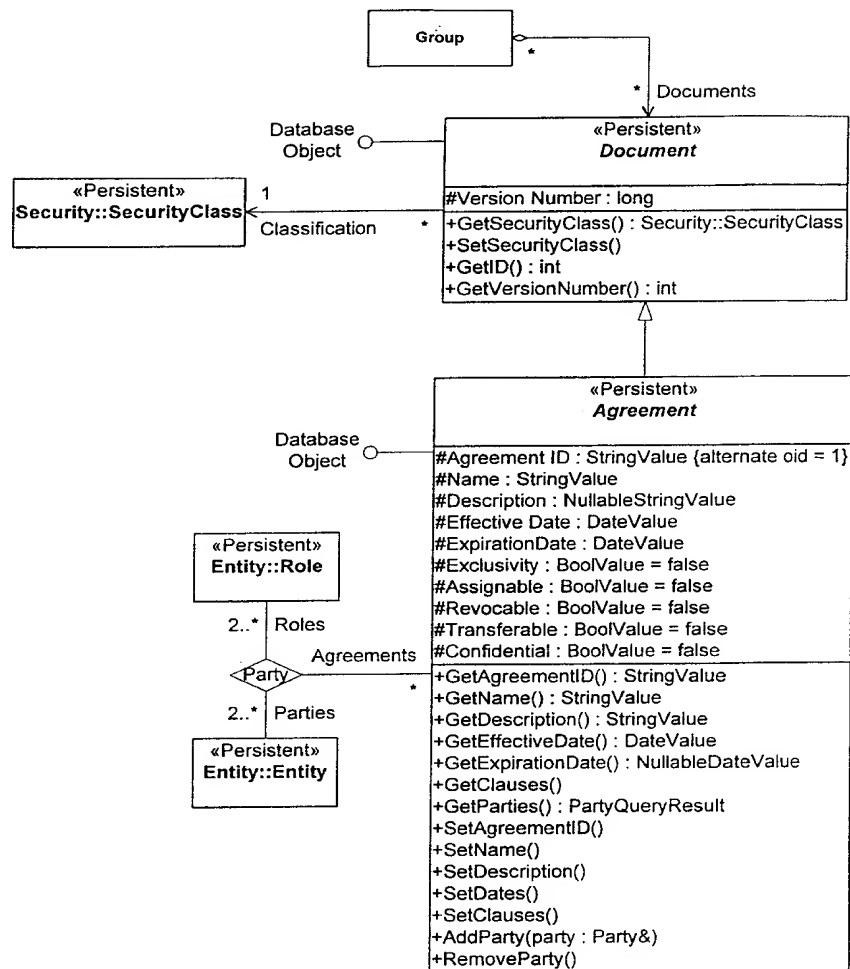 Group
*
* Documents
Database
Object
«Persistent»
Document
#Version Number : long
+GetSecurityClass() : Security::SecurityClass
+SetSecurityClass()
+GetID() : int
+GetVersionNumber() : int
«Persistent»
Security::SecurityClass
1
Classification
*
«Persistent»
Agreement
Database
Object
#Agreement ID : StringValue {alternate oid = 1}
#Name : StringValue
#Description : NullableStringValue
#Effective Date : DateValue
#ExpirationDate : DateValue
#Exclusivity : BoolValue = false
#Assignable : BoolValue = false
#Revocable : BoolValue = false
#Transferable : BoolValue = false
#Confidential : BoolValue = false
+GetAgreementID() : StringValue
+GetName() : StringValue
+GetDescription() : StringValue
+GetEffectiveDate() : DateValue
+GetExpirationDate() : NullableDateValue
+GetClauses()
+GetParties() : PartyQueryResult
+SetAgreementID()
+SetName()
+SetDescription()
+SetDates()
+SetClauses()
+AddParty(party : Party&)
+RemoveParty()
«Persistent»
Entity::Role
2..* Roles
Party
Agreements
*
2..* Parties
«Persistent»
Entity::Entity